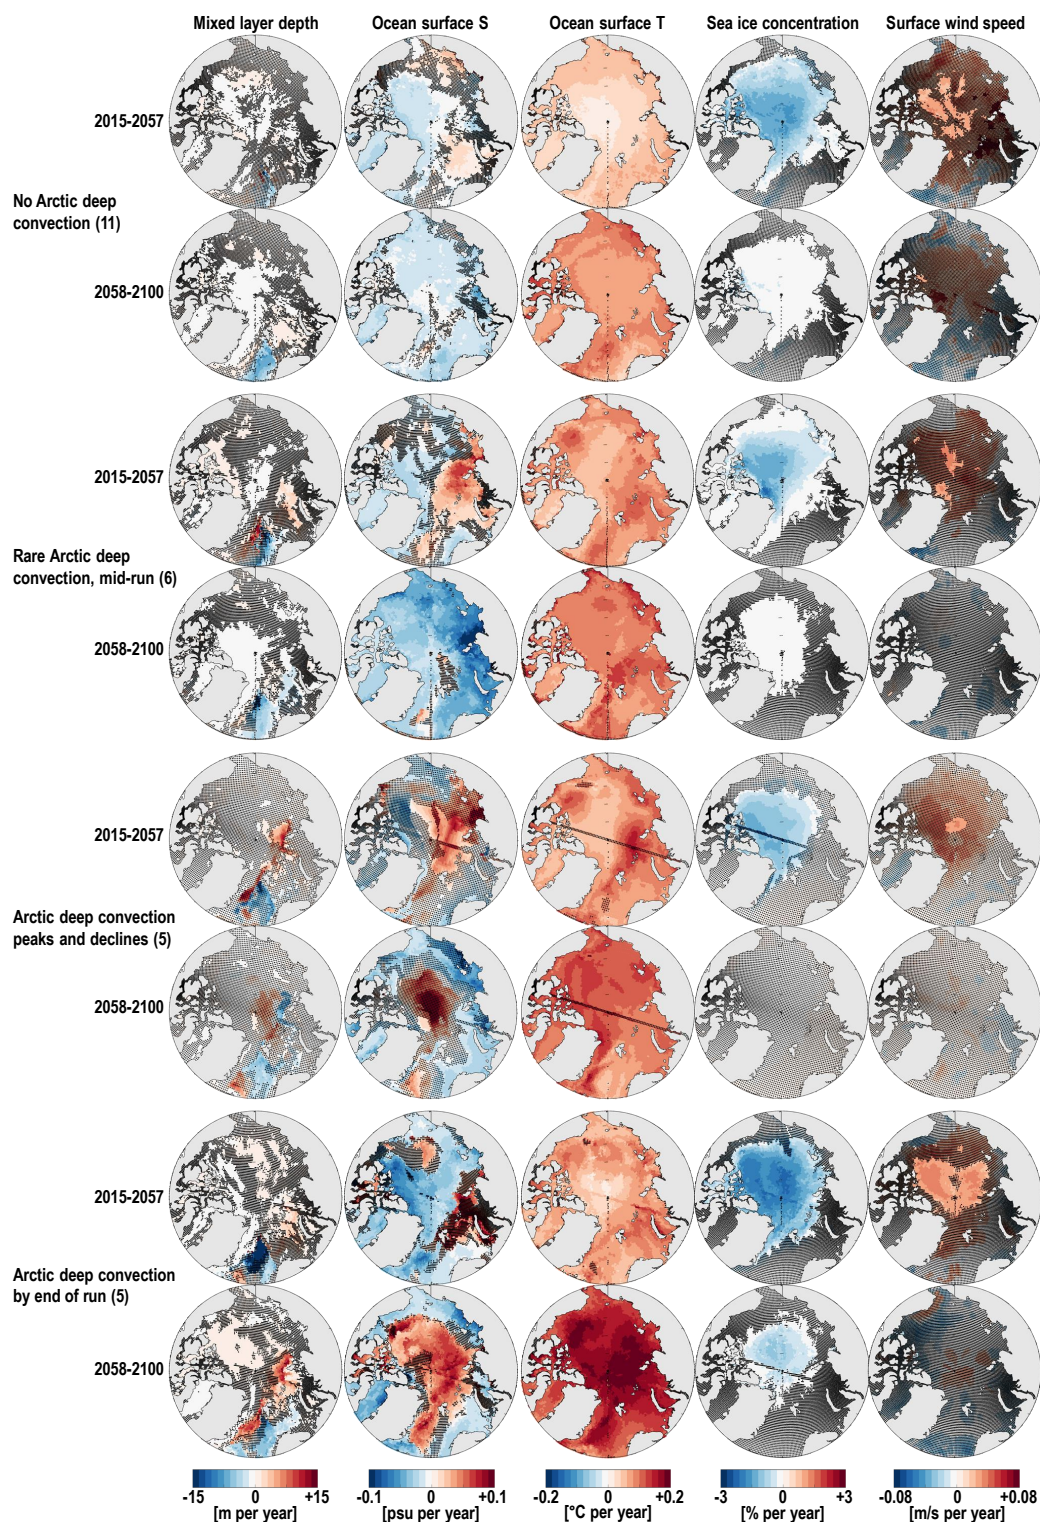 Mixed layer depth
Ocean surface S
Ocean surface T
Sea ice concentration
Surface wind speed
2015-2057
No Arctic deep
convection (11)
2058-2100
2015-2057
Rare Arctic deep
convection, mid-run (6)
2058-2100
2015-2057
Arctic deep convection
peaks and declines (5)
2058-2100
2015-2057
Arctic deep convection
by end of run (5)
2058-2100
-15 0 +15
[m per year]
-0.1 0 +0.1
[psu per year]
-0.2 0 +0.2
[°C per year]
-3 0 +3
[% per year]
-0.08 0 +0.08
[m/s per year]